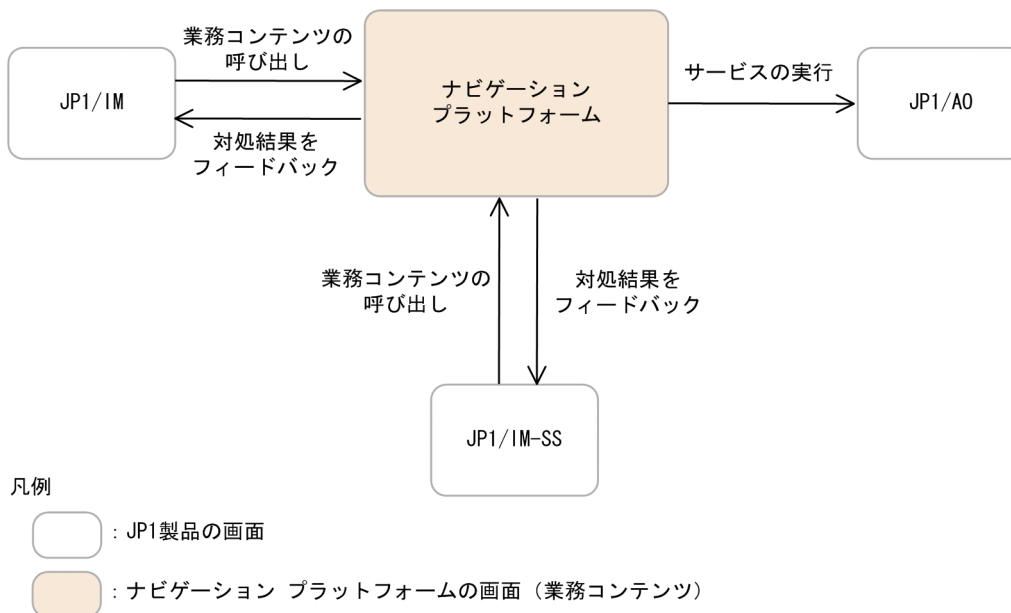 業務コンテンツの
呼び出し
JP1/IM
対処結果を
フィードバック
ナビゲーション
プラットフォーム
サービスの実行
JP1/AO
業務コンテンツの
呼び出し
対処結果を
フィードバック
JP1/IM-SS
凡例
：JP1製品の画面
：ナビゲーション プラットフォームの画面（業務コンテンツ）